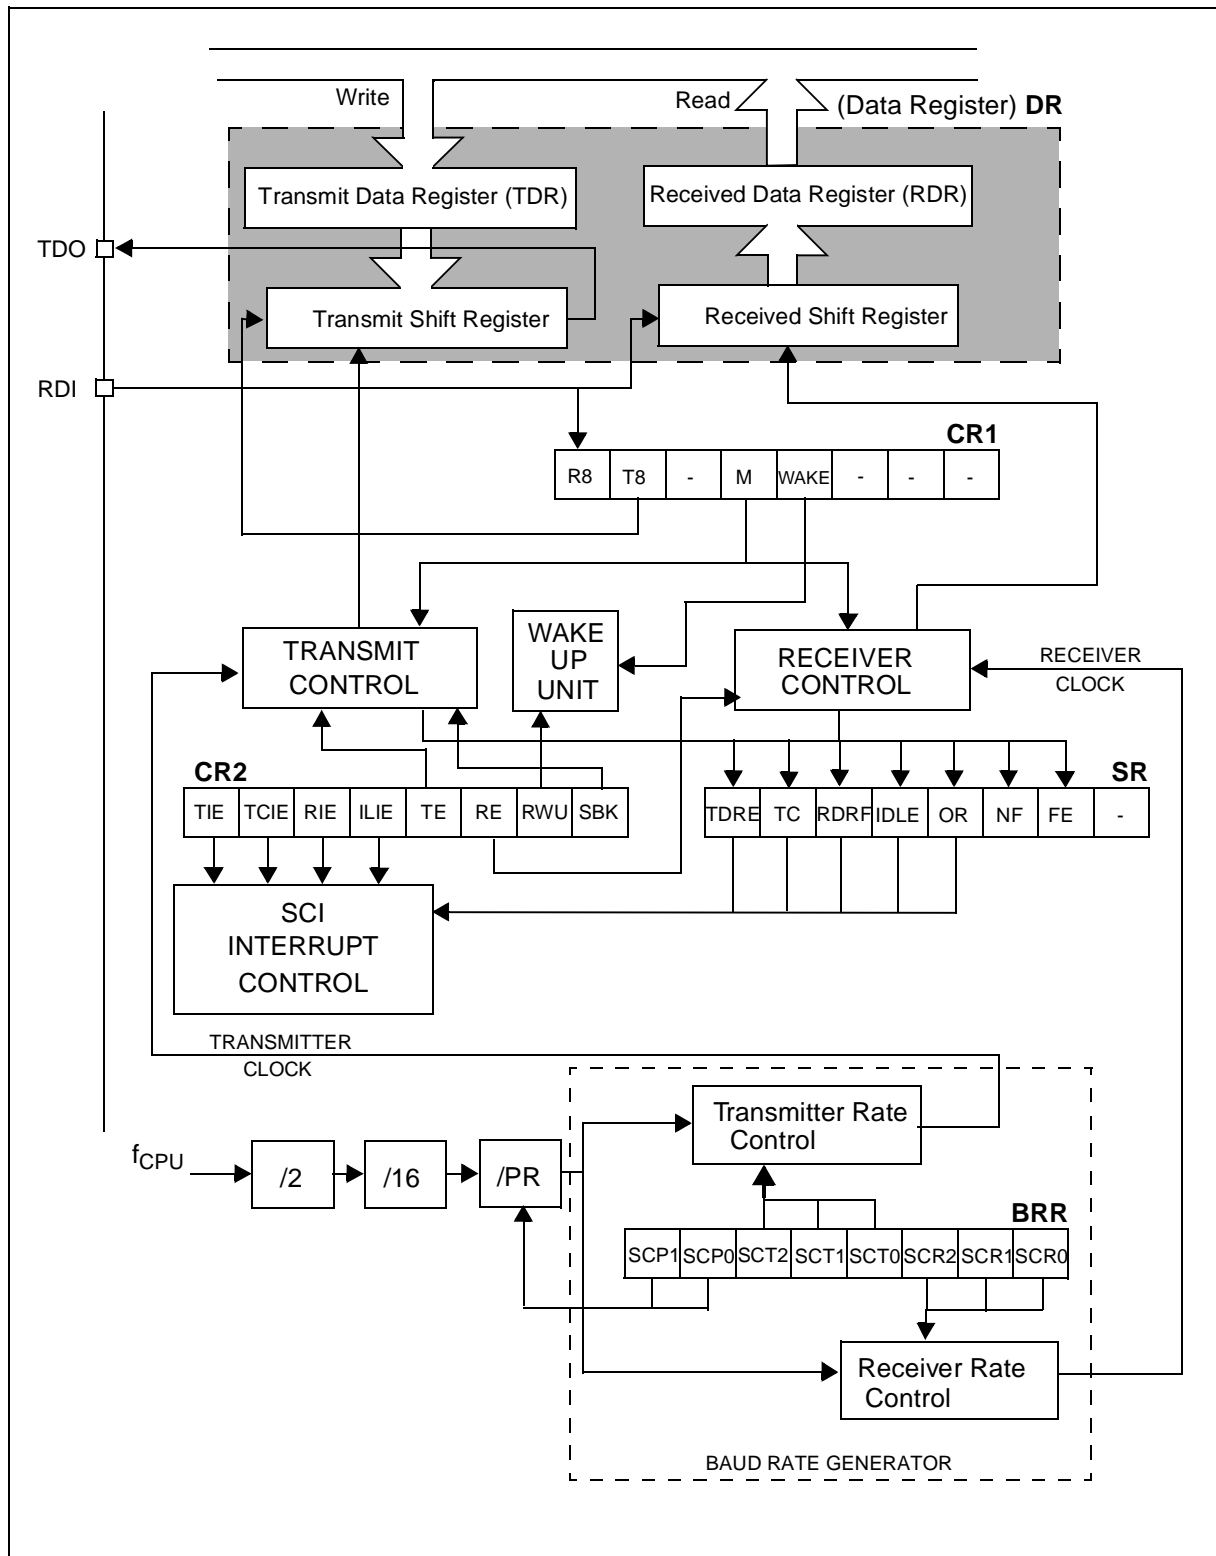 Write
Read
(Data Register) DR
Transmit Data Register (TDR)
Received Data Register (RDR)
TDO
Transmit Shift Register
Received Shift Register
RDI
CR1
R8 T8 - M WAKE - - -
TRANSMIT
CONTROL
WAKE
UP
UNIT
RECEIVER
CONTROL
RECEIVER
CLOCK
CR2
SR
TIE TCIE RIE ILIE TE RE RWU SBK
TDRE TC RDRF IDLE OR NF FE -
SCI
INTERRUPT
CONTROL
TRANSMITTER
CLOCK
Transmitter Rate
Control
fCPU
/2
/16
/PR
BRR
SCP1 SCP0 SCT2 SCT1 SCT0 SCR2 SCR1 SCR0
Receiver Rate
Control
BAUD RATE GENERATOR